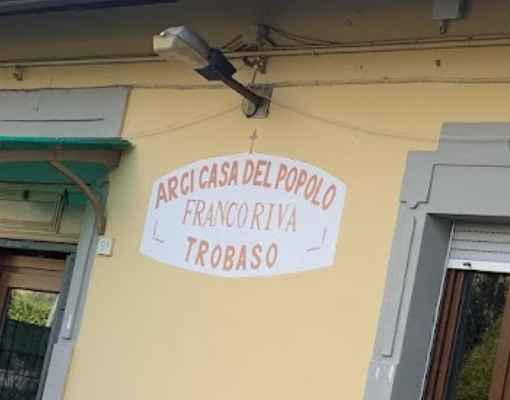 ARCI CASA DEL POPOLO
FRANCO RIVA
TROBASO